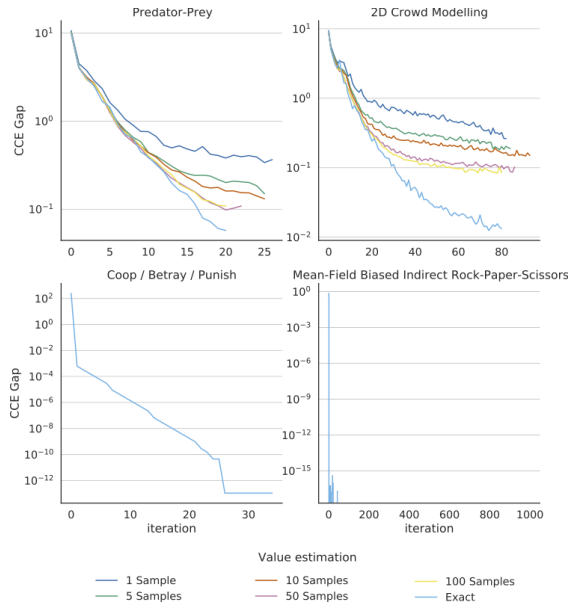 Predator-Prey
2D Crowd Modelling
CCE Gap
10^1
10^0
10^-1
0 5 10 15 20 25
10^1
10^0
10^-1
10^-2
0 20 40 60 80
Coop / Betray / Punish
Mean-Field Biased Indirect Rock-Paper-Scissors
CCE Gap
10^2
10^0
10^-2
10^-4
10^-6
10^-8
10^-10
10^-12
0 10 20 30
iteration
10^-3
10^-6
10^-9
10^-12
10^-15
0 200 400 600 800 1000
iteration
Value estimation
1 Sample 10 Samples 100 Samples
5 Samples 50 Samples Exact